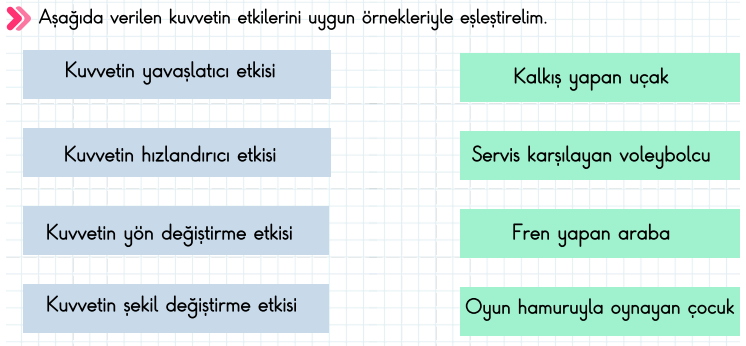 Aşağıda verilen kuvvetin etkilerini uygun örnekleriyle eşleştirelim.
Kuvvetin yavaşlatıcı etkisi
Kalkış yapan uçak
Kuvvetin hızlandırıcı etkisi
Servis karşılayan voleybolcu
Kuvvetin yön değiştirme etkisi
Fren yapan araba
Kuvvetin şekil değiştirme etkisi
Oyun hamuruyla oynayan çocuk